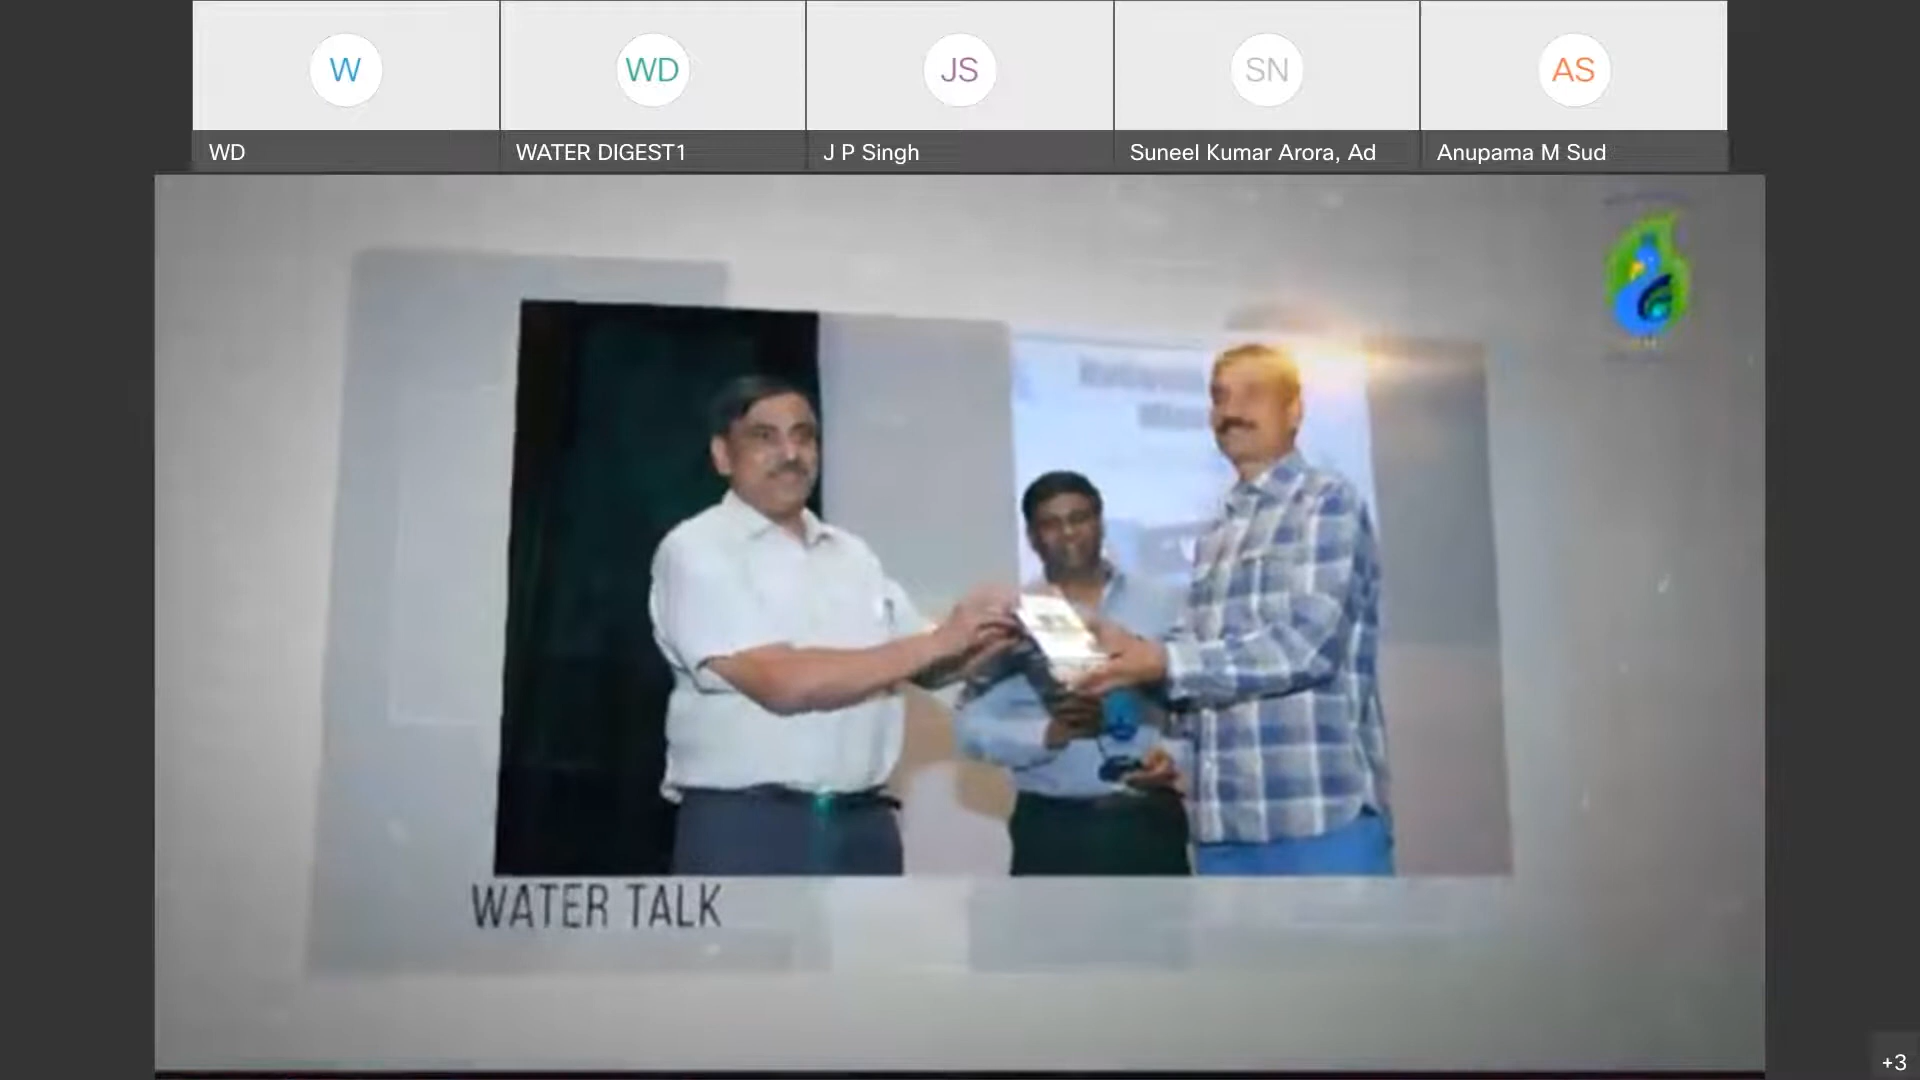 W
WD
JS
SN
AS
WD
WATER DIGEST1
J P Singh
Suneel Kumar Arora, Ad
Anupama M Sud
WATER TALK
+3